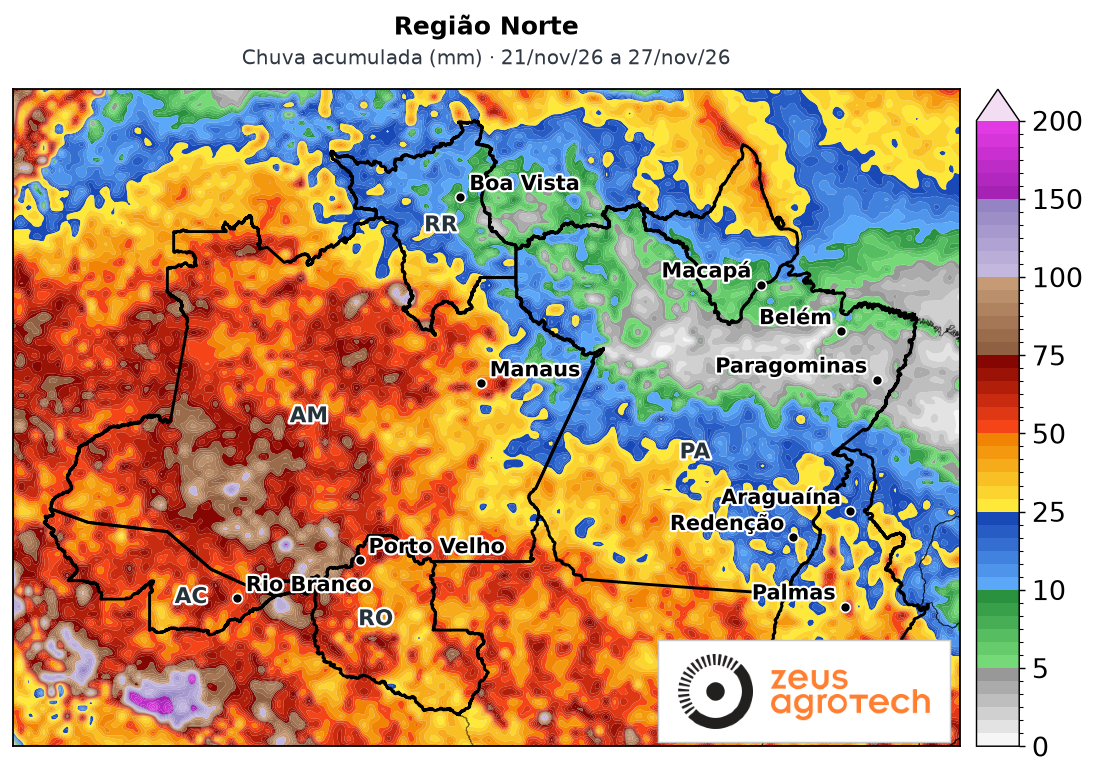 Região Norte
Chuva acumulada (mm) · 21/nov/26 a 27/nov/26
200
150
100
75
50
25
10
5
0
Boa Vista
RR
Macapá
Belém
Manaus
Paragominas
AM
PA
Araguaína
Redenção
Porto Velho
AC
Rio Branco
Palmas
RO
zeus
agrotech